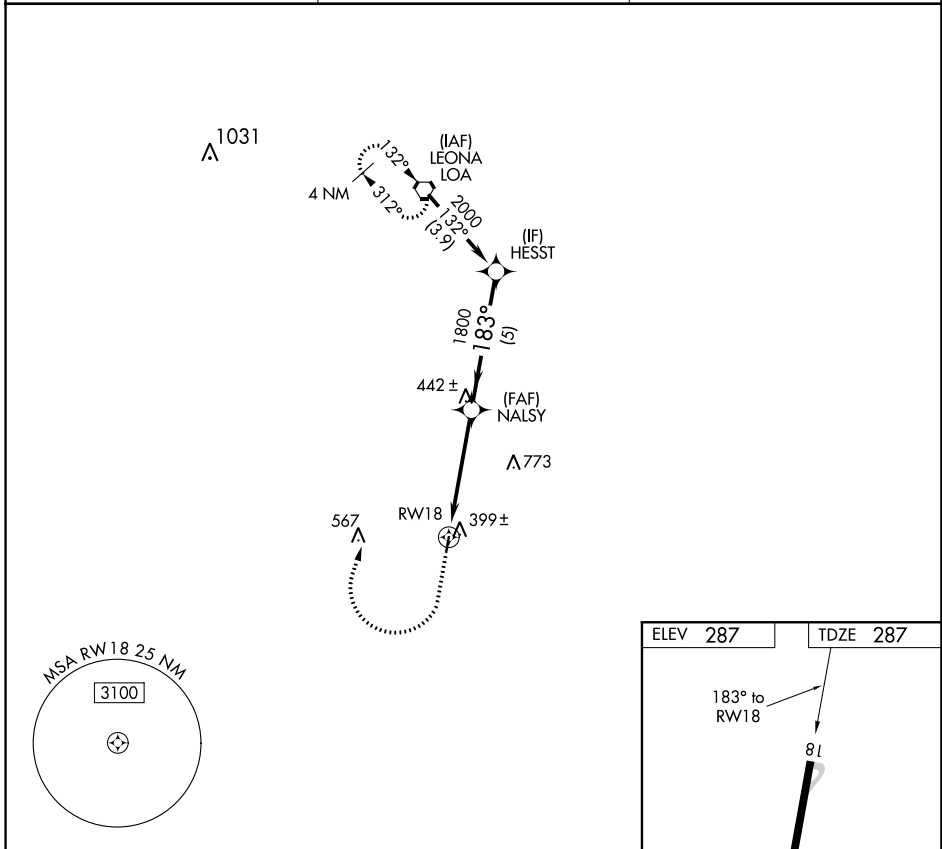 1031
(IAF)
LEONA
LOA
132°
4 NM
312°
2000
132°
(3.9)
(IF)
HESST
1800
183°
(5)
442 ±
(FAF)
NALSY
773
RW18
399 ±
567
MSA RW18 25 NM
3100
ELEV 287
TDZE 287
183° to
RW18
18